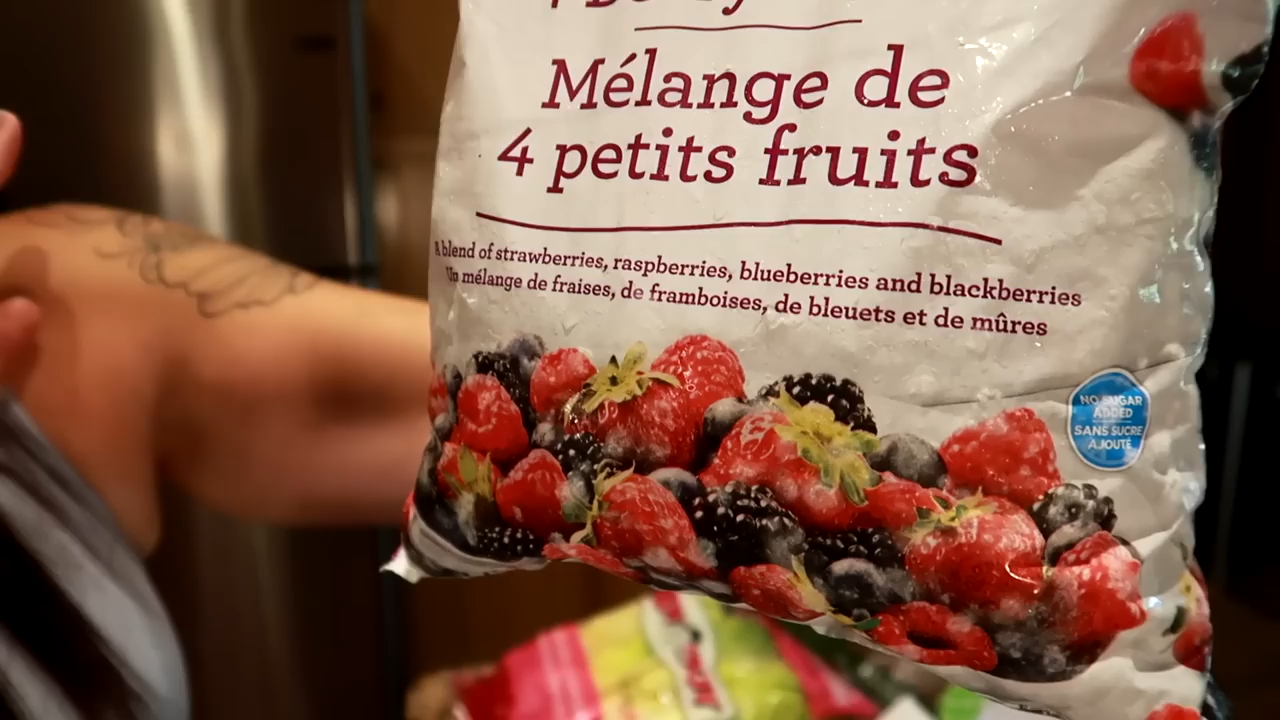 Mélange de
4 petits fruits
A blend of strawberries, raspberries, blueberries and blackberries
Un mélange de fraises, de framboises, de bleuets et de mûres
NO SUGAR
ADDED
SANS SUCRE
AJOUTÉ